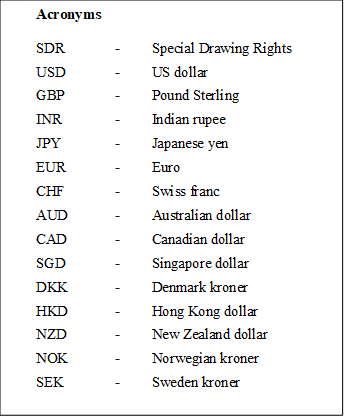 Acronyms
SDR - Special Drawing Rights
USD - US dollar
GBP - Pound Sterling
INR - Indian rupee
JPY - Japanese yen
EUR - Euro
CHF - Swiss franc
AUD - Australian dollar
CAD - Canadian dollar
SGD - Singapore dollar
DKK - Denmark kroner
HKD - Hong Kong dollar
NZD - New Zealand dollar
NOK - Norwegian kroner
SEK - Sweden kroner